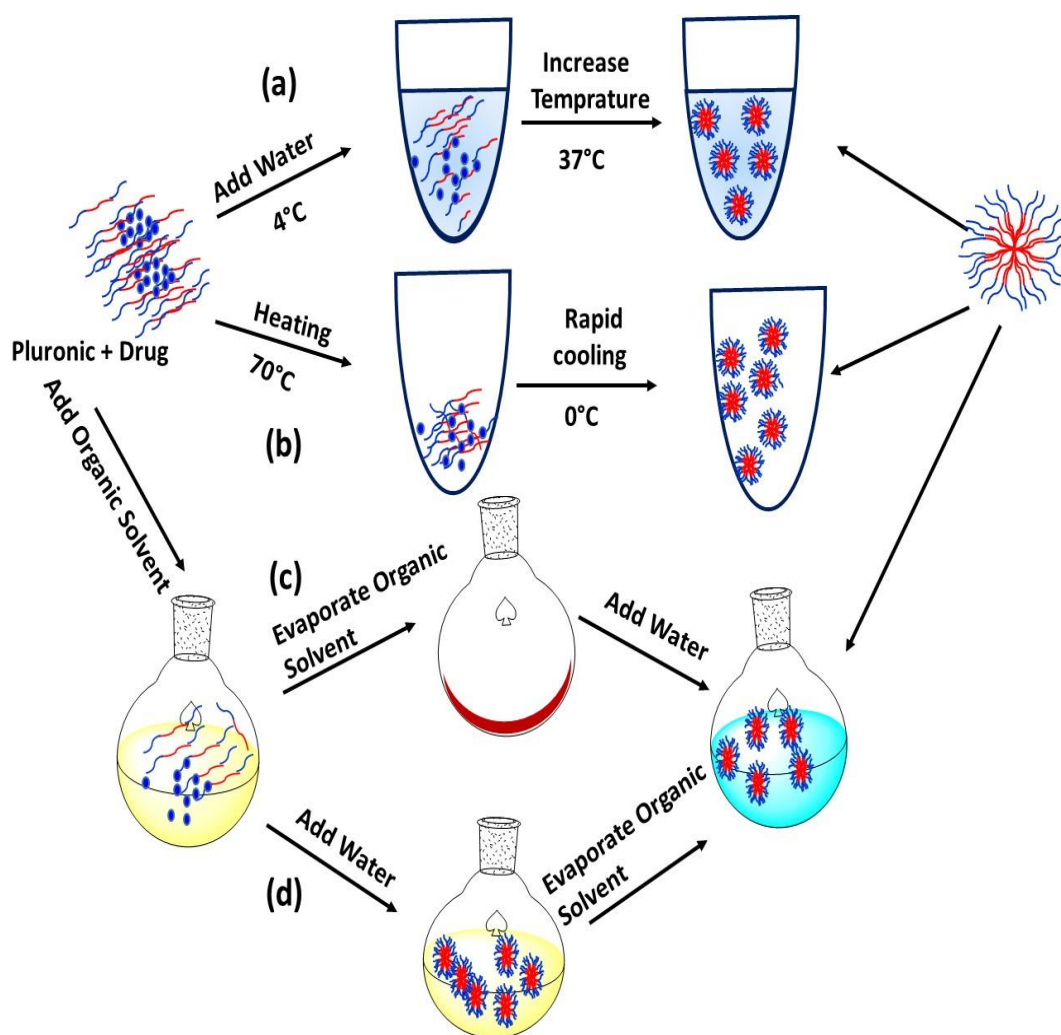 (a)
Add Water
4°C
Increase
Temprature
37°C
Pluronic + Drug
Heating
70°C
(b)
Rapid
cooling
0°C
Add Organic Solvent
(c)
Evaporate Organic
Solvent
Add Water
Add Water
(d)
Evaporate Organic
Solvent